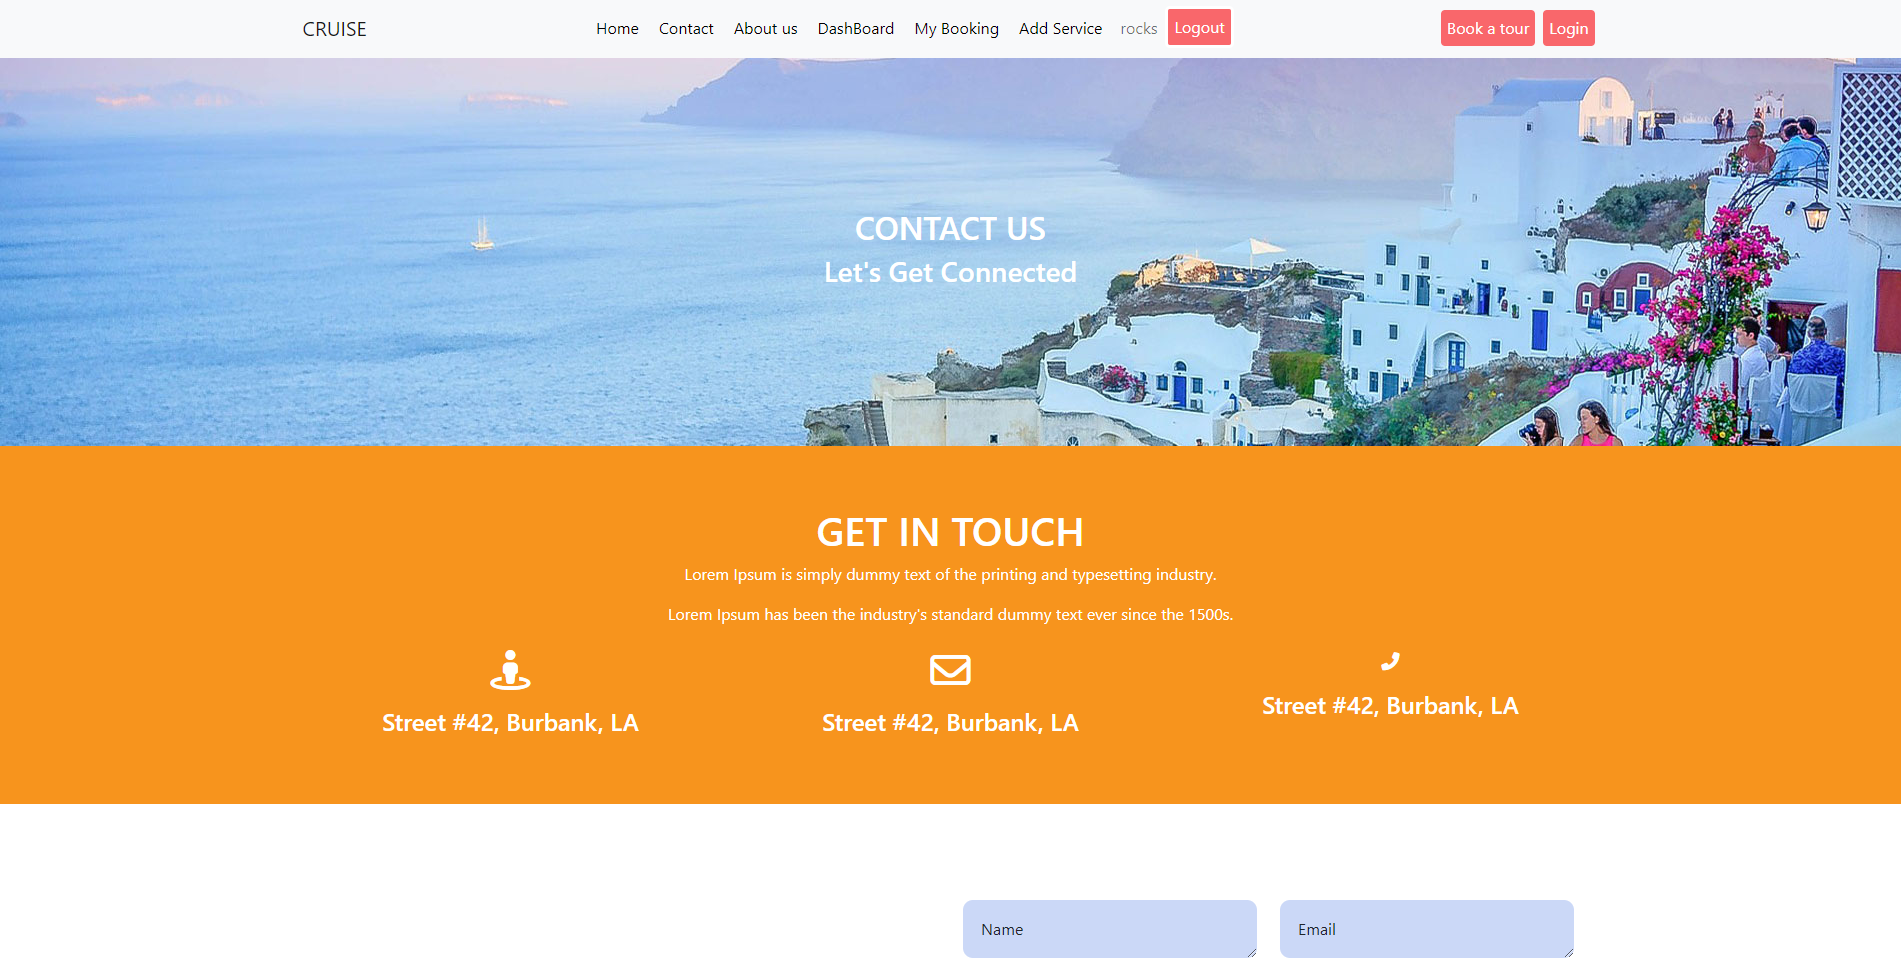 CRUISE Home Contact About us DashBoard My Booking Add Service rocks Logout Book a tour Login
CONTACT US
Let's Get Connected
GET IN TOUCH
Lorem Ipsum is simply dummy text of the printing and typesetting industry.
Lorem Ipsum has been the industry's standard dummy text ever since the 1500s.
Street #42, Burbank, LA Street #42, Burbank, LA Street #42, Burbank, LA
Name Email